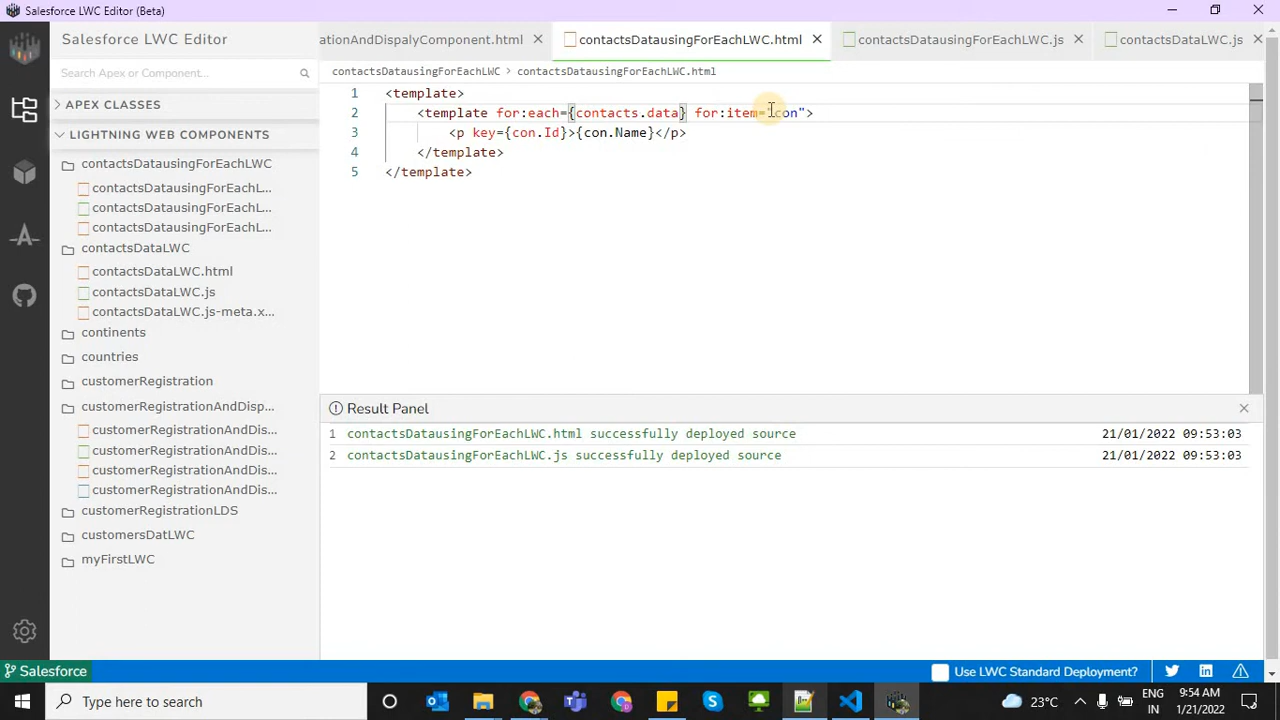 Salesforce LWC Editor (Beta)
Salesforce LWC Editor
ationAndDispalyComponent.html
contactsDatausingForEachLWC.html
contactsDatausingForEachLWC.js
contactsDataLWC.js
Search Apex or Component...
contactsDatausingForEachLWC > contactsDatausingForEachLWC.html
APEX CLASSES
LIGHTNING WEB COMPONENTS
contactsDatausingForEachLWC
contactsDatausingForEachL...
contactsDatausingForEachL...
contactsDatausingForEachL...
contactsDataLWC
contactsDataLWC.html
contactsDataLWC.js
contactsDataLWC.js-meta.x...
continents
countries
customerRegistration
customerRegistrationAndDisp...
customerRegistrationAndDis...
customerRegistrationAndDis...
customerRegistrationAndDis...
customerRegistrationAndDis...
customerRegistrationLDS
customersDatLWC
myFirstLWC
1 <template>
2 <template for:each={contacts.data} for:item="con">
3 <p key={con.Id}>{con.Name}</p>
4 </template>
5 </template>
Result Panel
1 contactsDatausingForEachLWC.html successfully deployed source 21/01/2022 09:53:03
2 contactsDatausingForEachLWC.js successfully deployed source 21/01/2022 09:53:03
Salesforce
Use LWC Standard Deployment?
Type here to search
23°C
ENG
IN
9:54 AM
1/21/2022